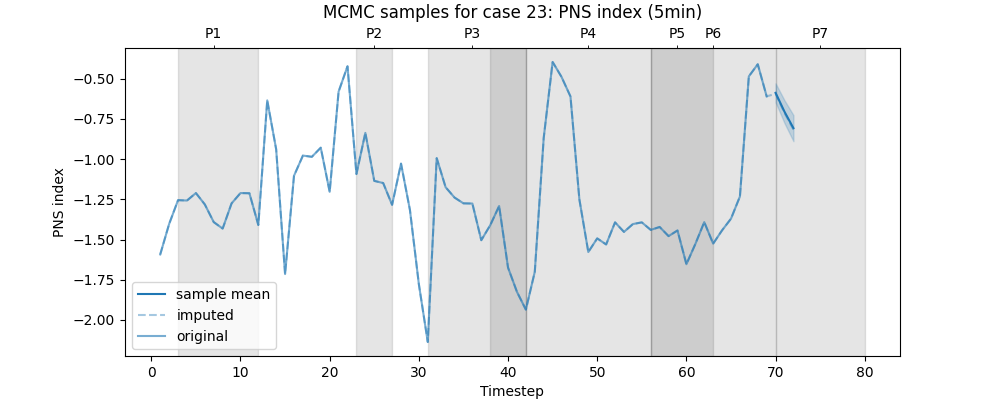 MCMC samples for case 23: PNS index (5min)
P1 P2 P3 P4 P5 P6 P7
PNS index
−0.50
−0.75
−1.00
−1.25
−1.50
−1.75
−2.00
sample mean
imputed
original
0 10 20 30 40 50 60 70 80
Timestep